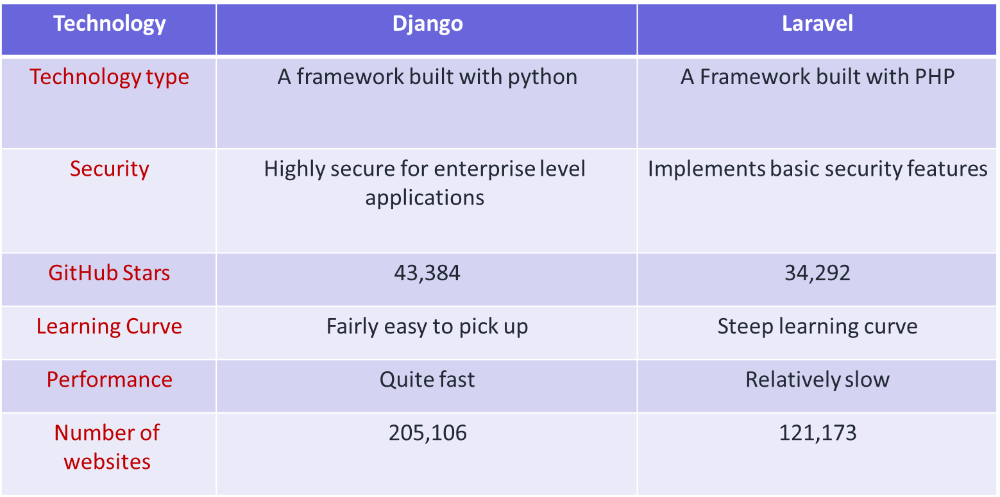 Technology Django Laravel
Technology type A framework built with python A Framework built with PHP
Security Highly secure for enterprise level Implements basic security features
applications
GitHub Stars 43,384 34,292
Learning Curve Fairly easy to pick up Steep learning curve
Performance Quite fast Relatively slow
Number of 205,106 121,173
websites